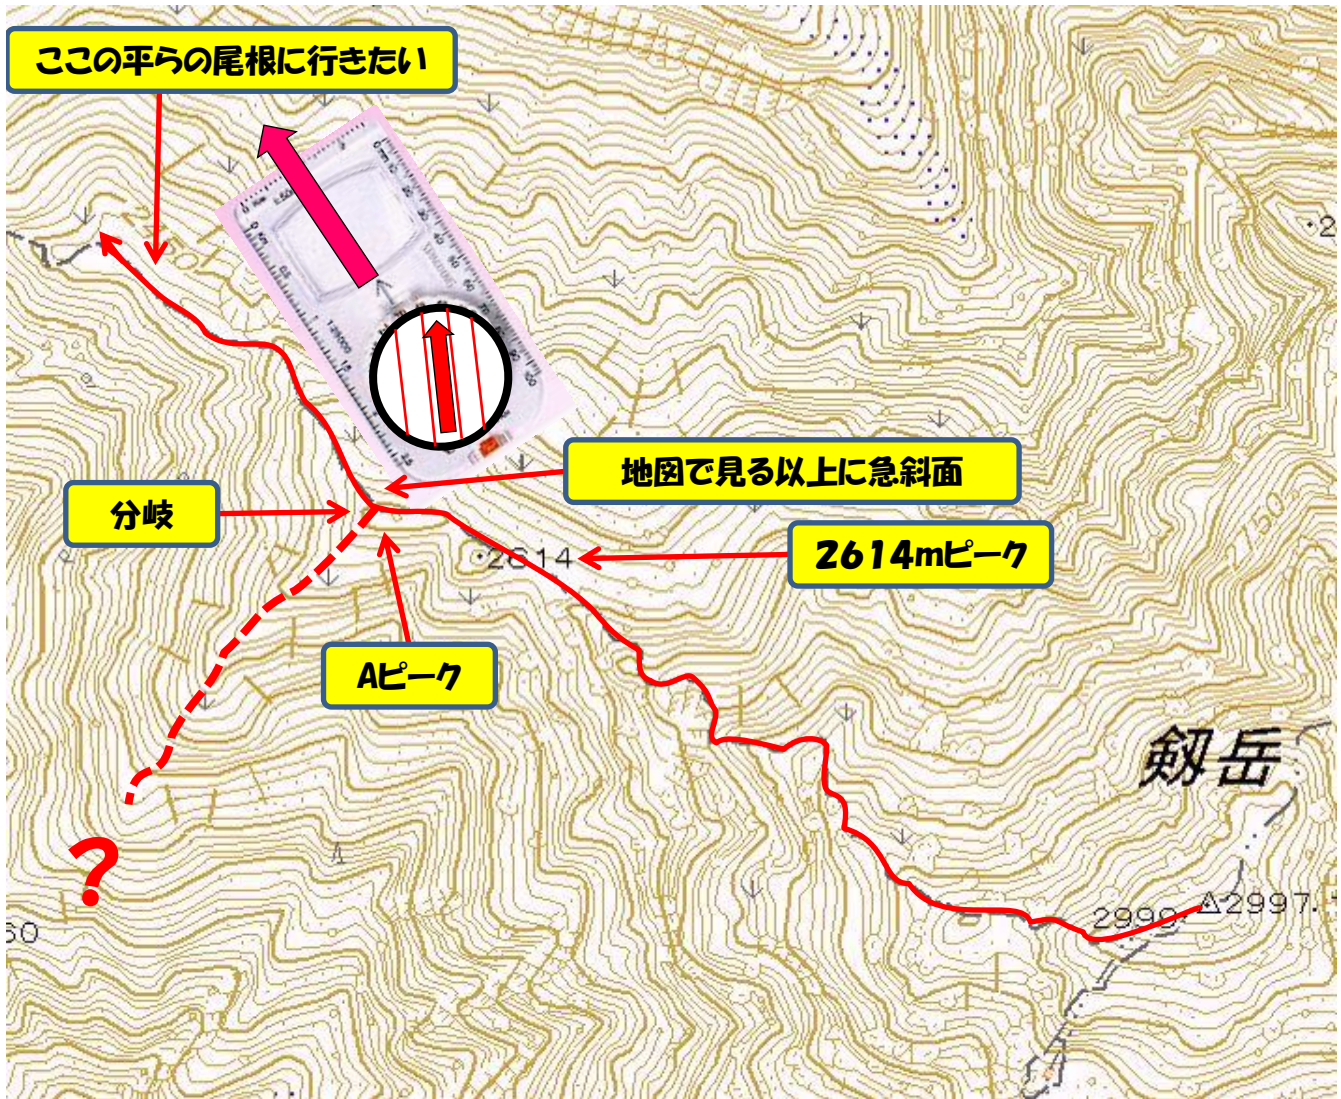 ここの平らの尾根に行きたい
地図で見る以上に急斜面
分岐
2614
2614mピーク
Aピーク
剱岳
?
2999
△2997.